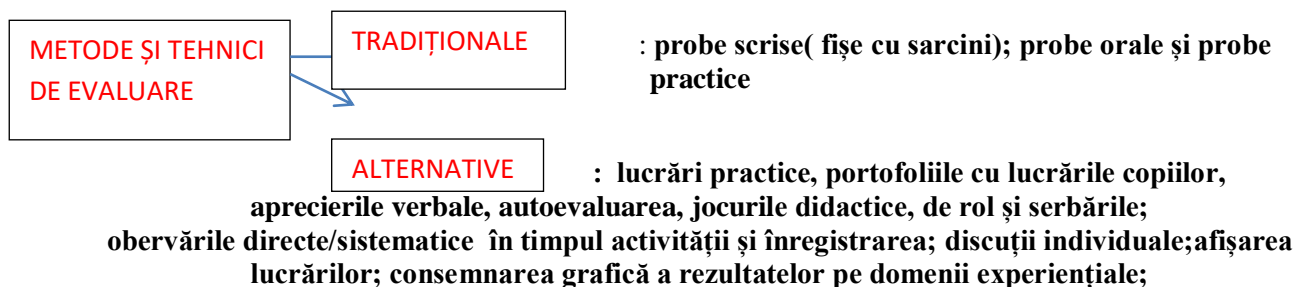 METODE ȘI TEHNICI
DE EVALUARE
TRADIȚIONALE
: probe scrise( fișe cu sarcini); probe orale și probe
practice
ALTERNATIVE
: lucrări practice, portofoliile cu lucrările copiilor,
aprecierile verbale, autoevaluarea, jocurile didactice, de rol și serbările;
obervările directe/sistematice în timpul activității și înregistrarea; discuții individuale;afișarea
lucrărilor; consemnarea grafică a rezultatelor pe domenii experiențiale;